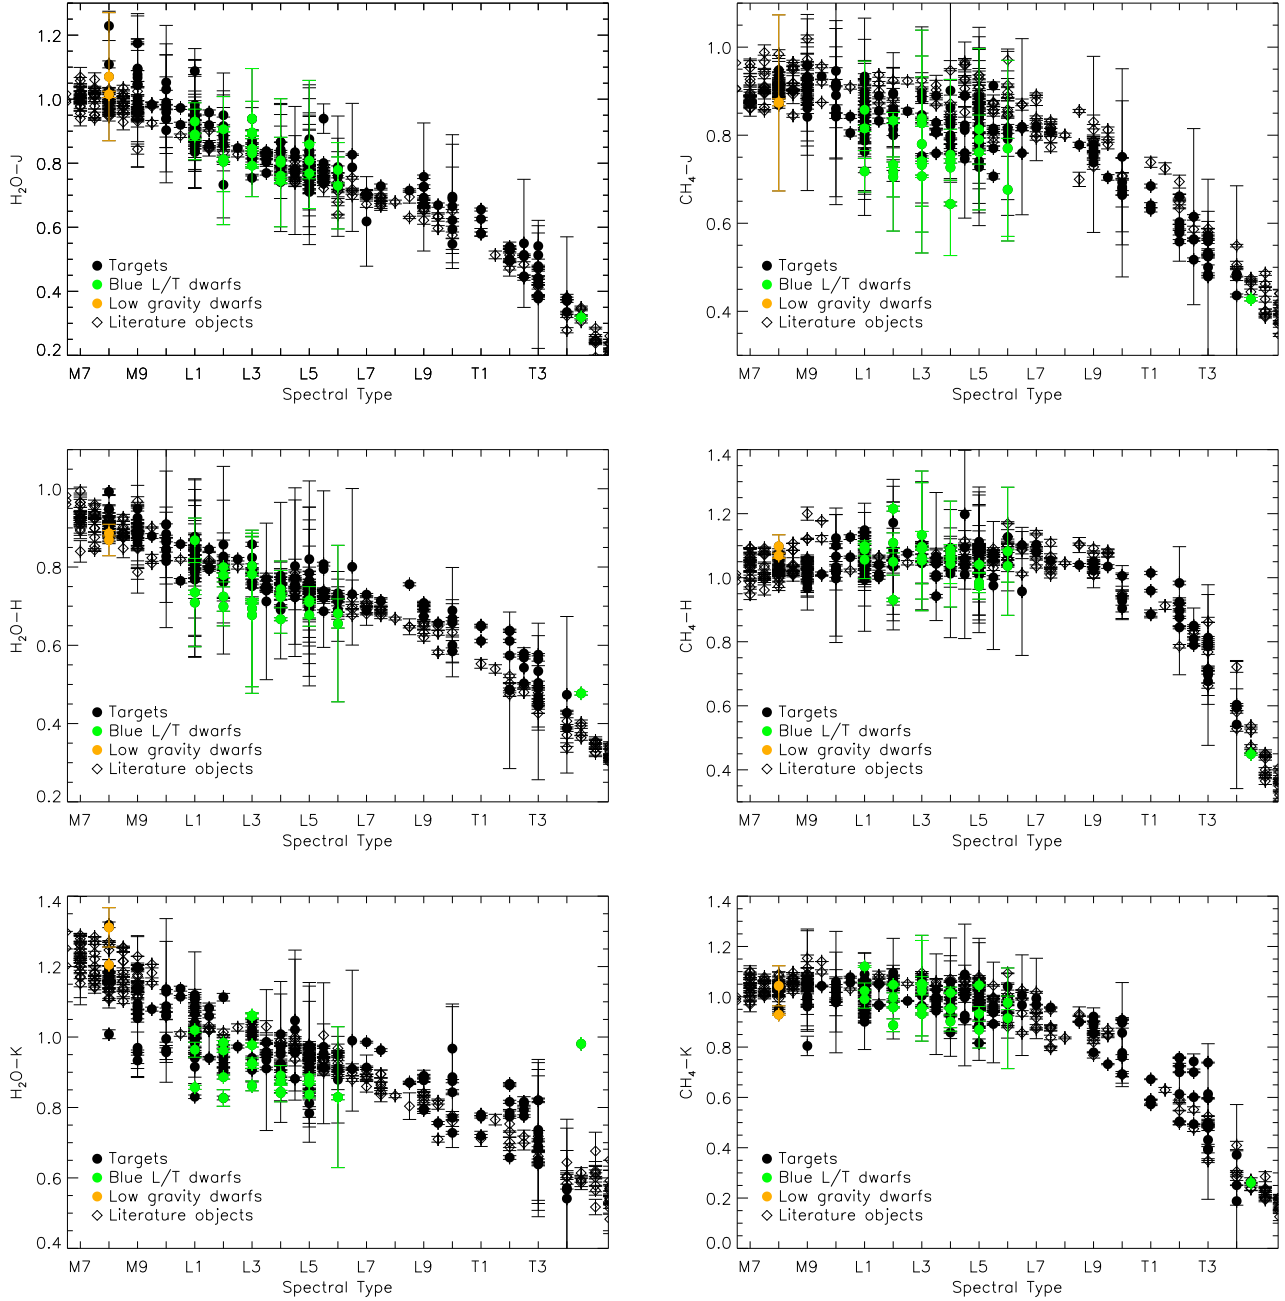 H2O-J
1.2
1.0
0.8
0.6
0.4
0.2
Targets
Blue L/T dwarfs
Low gravity dwarfs
Literature objects
M7 M9 L1 L3 L5 L7 L9 T1 T3
Spectral Type
CH4-J
1.0
0.8
0.6
0.4
Targets
Blue L/T dwarfs
Low gravity dwarfs
Literature objects
M7 M9 L1 L3 L5 L7 L9 T1 T3
Spectral Type
H2O-H
1.0
0.8
0.6
0.4
0.2
Targets
Blue L/T dwarfs
Low gravity dwarfs
Literature objects
M7 M9 L1 L3 L5 L7 L9 T1 T3
Spectral Type
CH4-H
1.4
1.2
1.0
0.8
0.6
0.4
Targets
Blue L/T dwarfs
Low gravity dwarfs
Literature objects
M7 M9 L1 L3 L5 L7 L9 T1 T3
Spectral Type
H2O-K
1.4
1.2
1.0
0.8
0.6
0.4
Targets
Blue L/T dwarfs
Low gravity dwarfs
Literature objects
M7 M9 L1 L3 L5 L7 L9 T1 T3
Spectral Type
CH4-K
1.4
1.2
1.0
0.8
0.6
0.4
0.2
0.0
Targets
Blue L/T dwarfs
Low gravity dwarfs
Literature objects
M7 M9 L1 L3 L5 L7 L9 T1 T3
Spectral Type